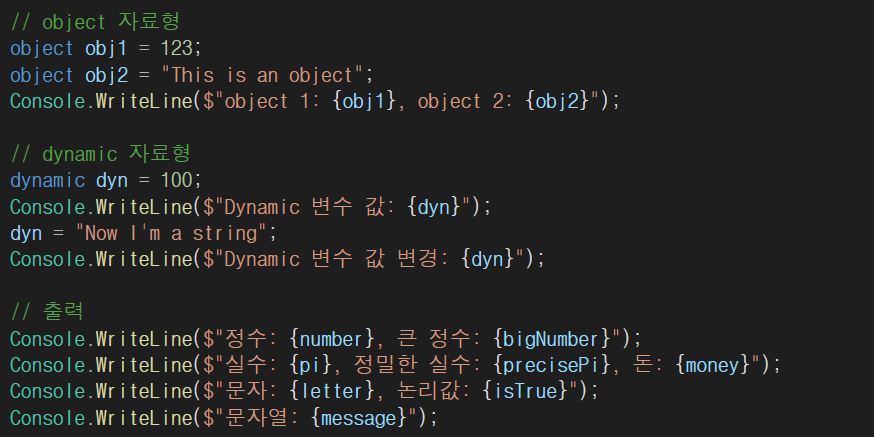 // object 자료형
object obj1 = 123;
object obj2 = "This is an object";
Console.WriteLine($"object 1: {obj1}, object 2: {obj2}");
// dynamic 자료형
dynamic dyn = 100;
Console.WriteLine($"Dynamic 변수 값: {dyn}");
dyn = "Now I'm a string";
Console.WriteLine($"Dynamic 변수 값 변경: {dyn}");
// 출력
Console.WriteLine($"정수: {number}, 큰 정수: {bigNumber}");
Console.WriteLine($"실수: {pi}, 정밀한 실수: {precisePi}, 돈: {money}");
Console.WriteLine($"문자: {letter}, 논리값: {isTrue}");
Console.WriteLine($"문자열: {message}");